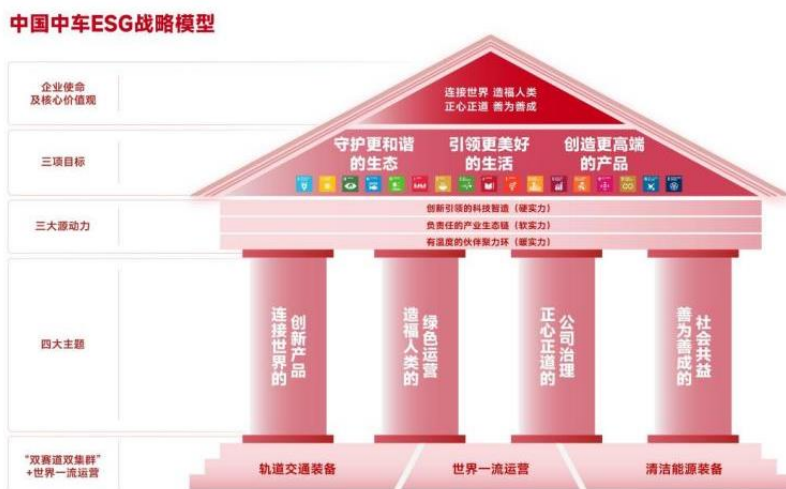 中国中车ESG战略模型
企业使命
及核心价值观
连接世界 造福人类
正心正道 善为善成
三项目标
守护更和谐
的生态
引领更美好
的生活
创造更高端
的产品
三大源动力
创新引领的科技智造（硬实力）
负责任的产业生态链（软实力）
有温度的伙伴聚力环（暖实力）
四大主题
连接世界的
创新产品
造福人类的
绿色运营
正心正道的
公司治理
善为善成的
社会共益
“双赛道双集群”
+世界一流运营
轨道交通装备
世界一流运营
清洁能源装备